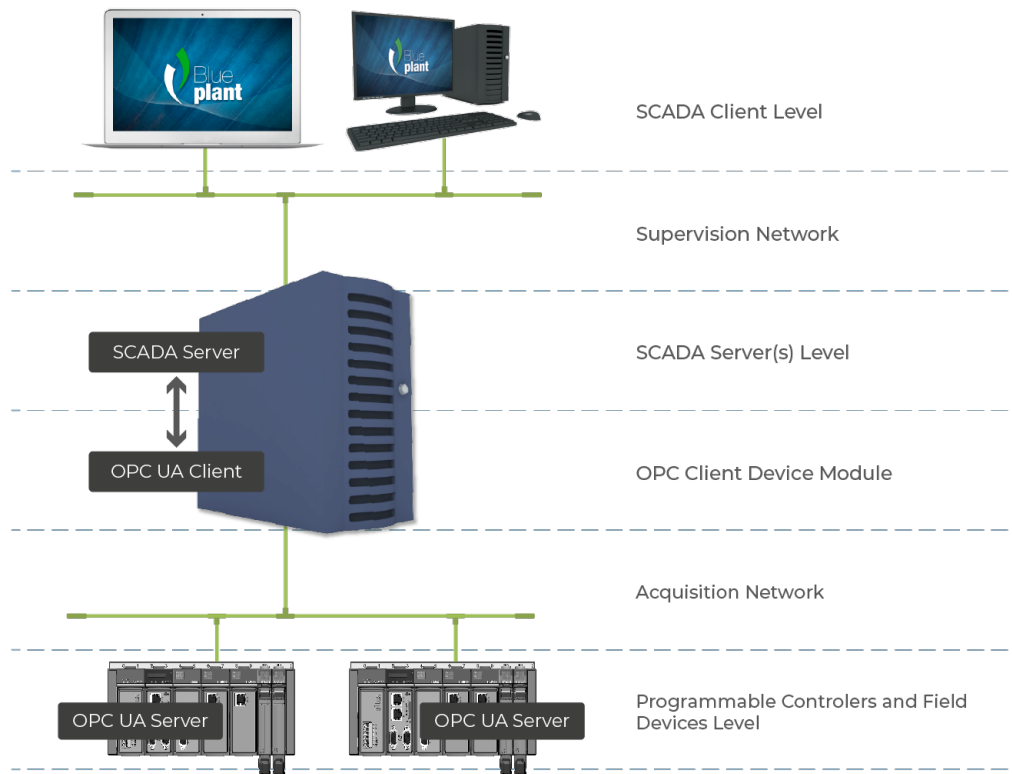 Blue
plant
Blue
plant
SCADA Client Level
Supervision Network
SCADA Server
SCADA Server(s) Level
OPC UA Client
OPC Client Device Module
Acquisition Network
OPC UA Server
OPC UA Server
Programmable Controlers and Field
Devices Level